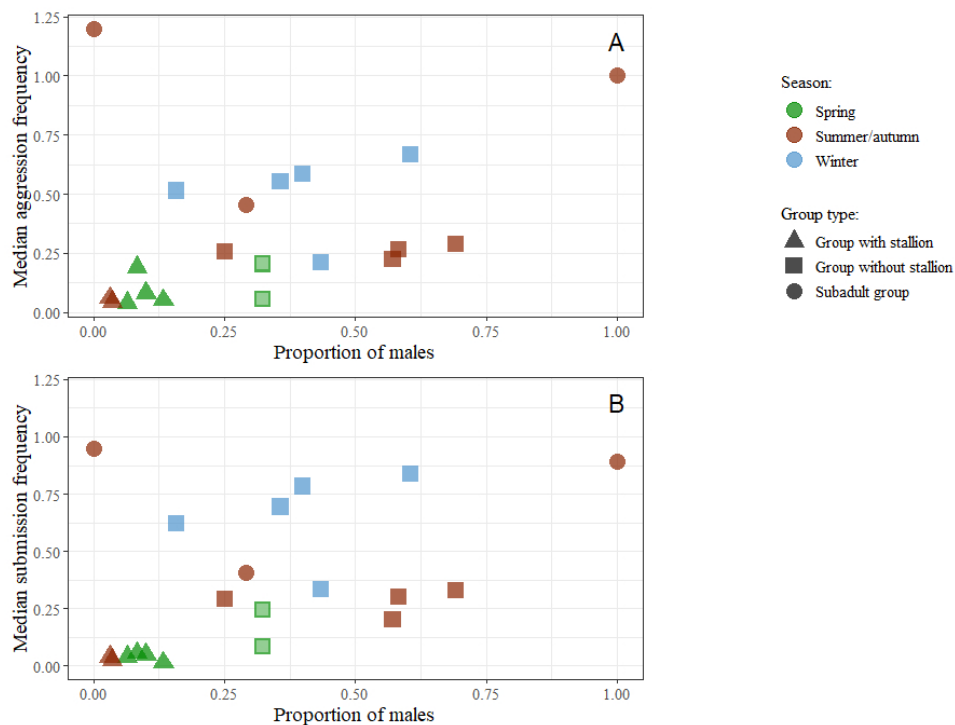 1.25
1.00
0.75
0.50
0.25
0.00
Median aggression frequency
A
0.00 0.25 0.50 0.75 1.00
Proportion of males
Season:
Spring
Summer/autumn
Winter
Group type:
Group with stallion
Group without stallion
Subadult group
1.25
1.00
0.75
0.50
0.25
0.00
Median submission frequency
B
0.00 0.25 0.50 0.75 1.00
Proportion of males